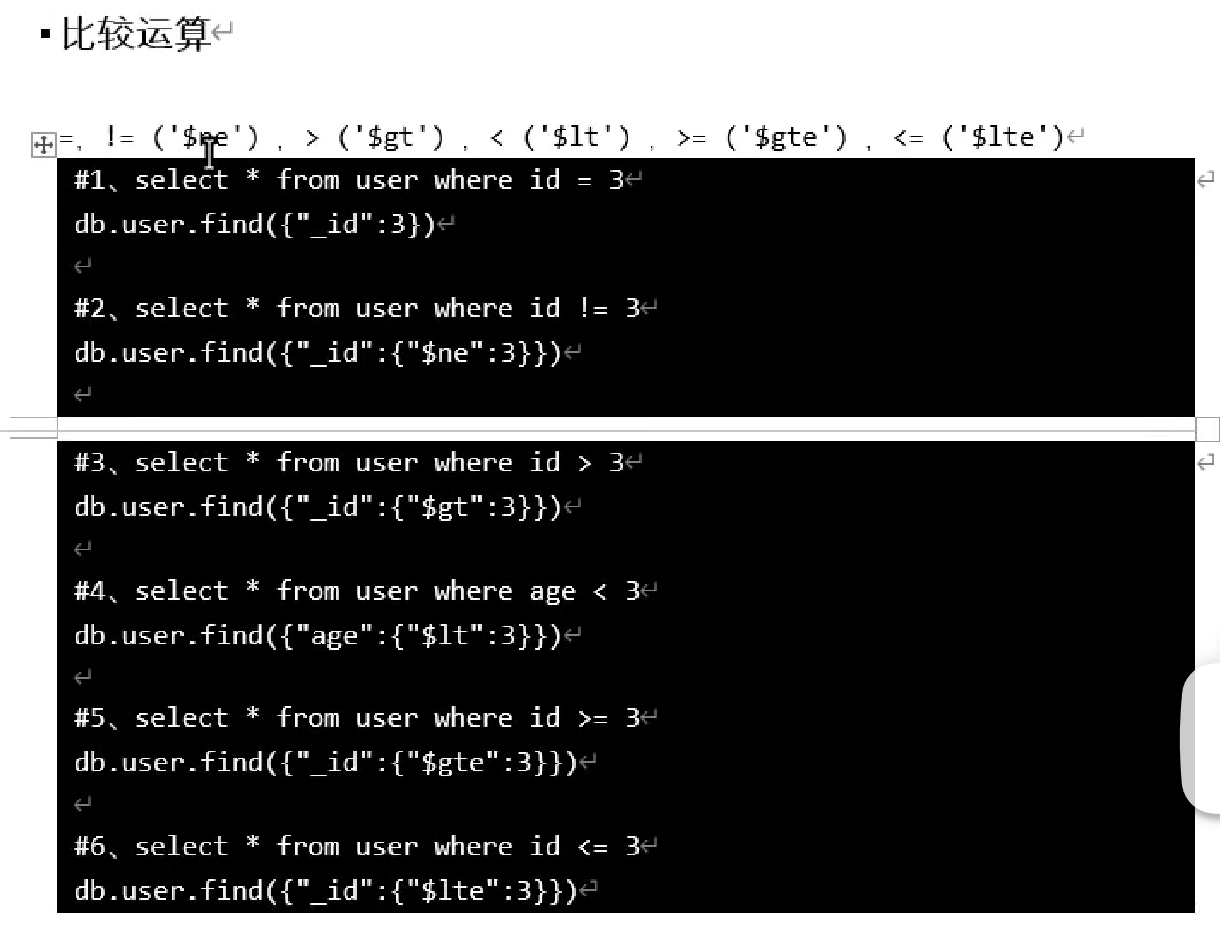 ▪比较运算
=, != ('$ne') , > ('$gt') , < ('$lt') , >= ('$gte') , <= ('$lte')
#1、select * from user where id = 3
db.user.find({"_id":3})
#2、select * from user where id != 3
db.user.find({"_id":{"$ne":3}})
#3、select * from user where id > 3
db.user.find({"_id":{"$gt":3}})
#4、select * from user where age < 3
db.user.find({"age":{"$lt":3}})
#5、select * from user where id >= 3
db.user.find({"_id":{"$gte":3}})
#6、select * from user where id <= 3
db.user.find({"_id":{"$lte":3}})